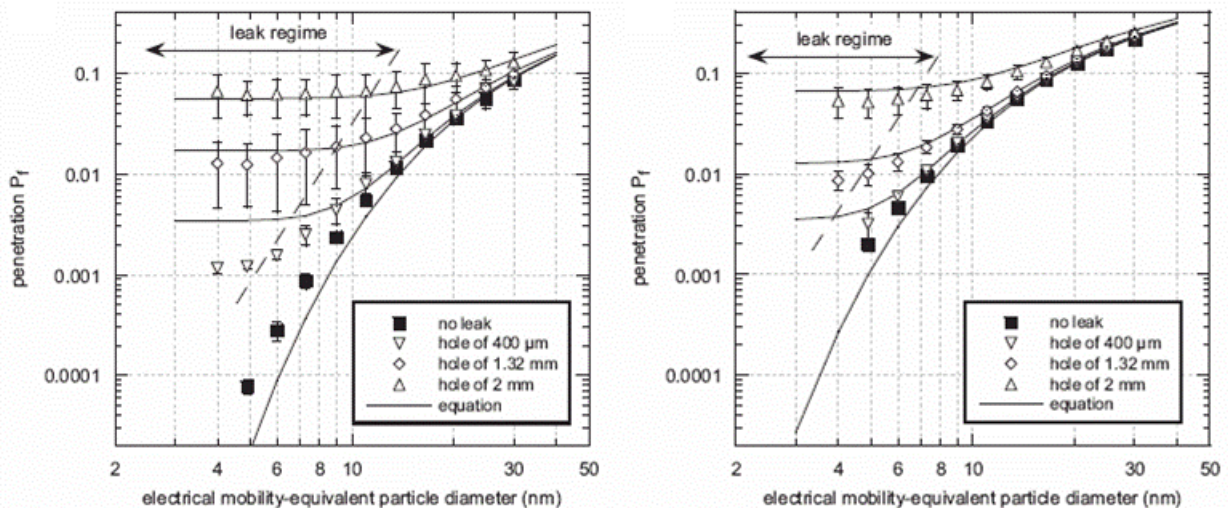 leak regime
penetration Pf
0.1
0.01
0.001
0.0001
no leak
hole of 400 µm
hole of 1.32 mm
hole of 2 mm
equation
2 4 6 8 10 30 50
electrical mobility-equivalent particle diameter (nm)
leak regime
penetration Pf
0.1
0.01
0.001
0.0001
no leak
hole of 400 µm
hole of 1.32 mm
hole of 2 mm
equation
2 4 6 8 10 30 50
electrical mobility-equivalent particle diameter (nm)